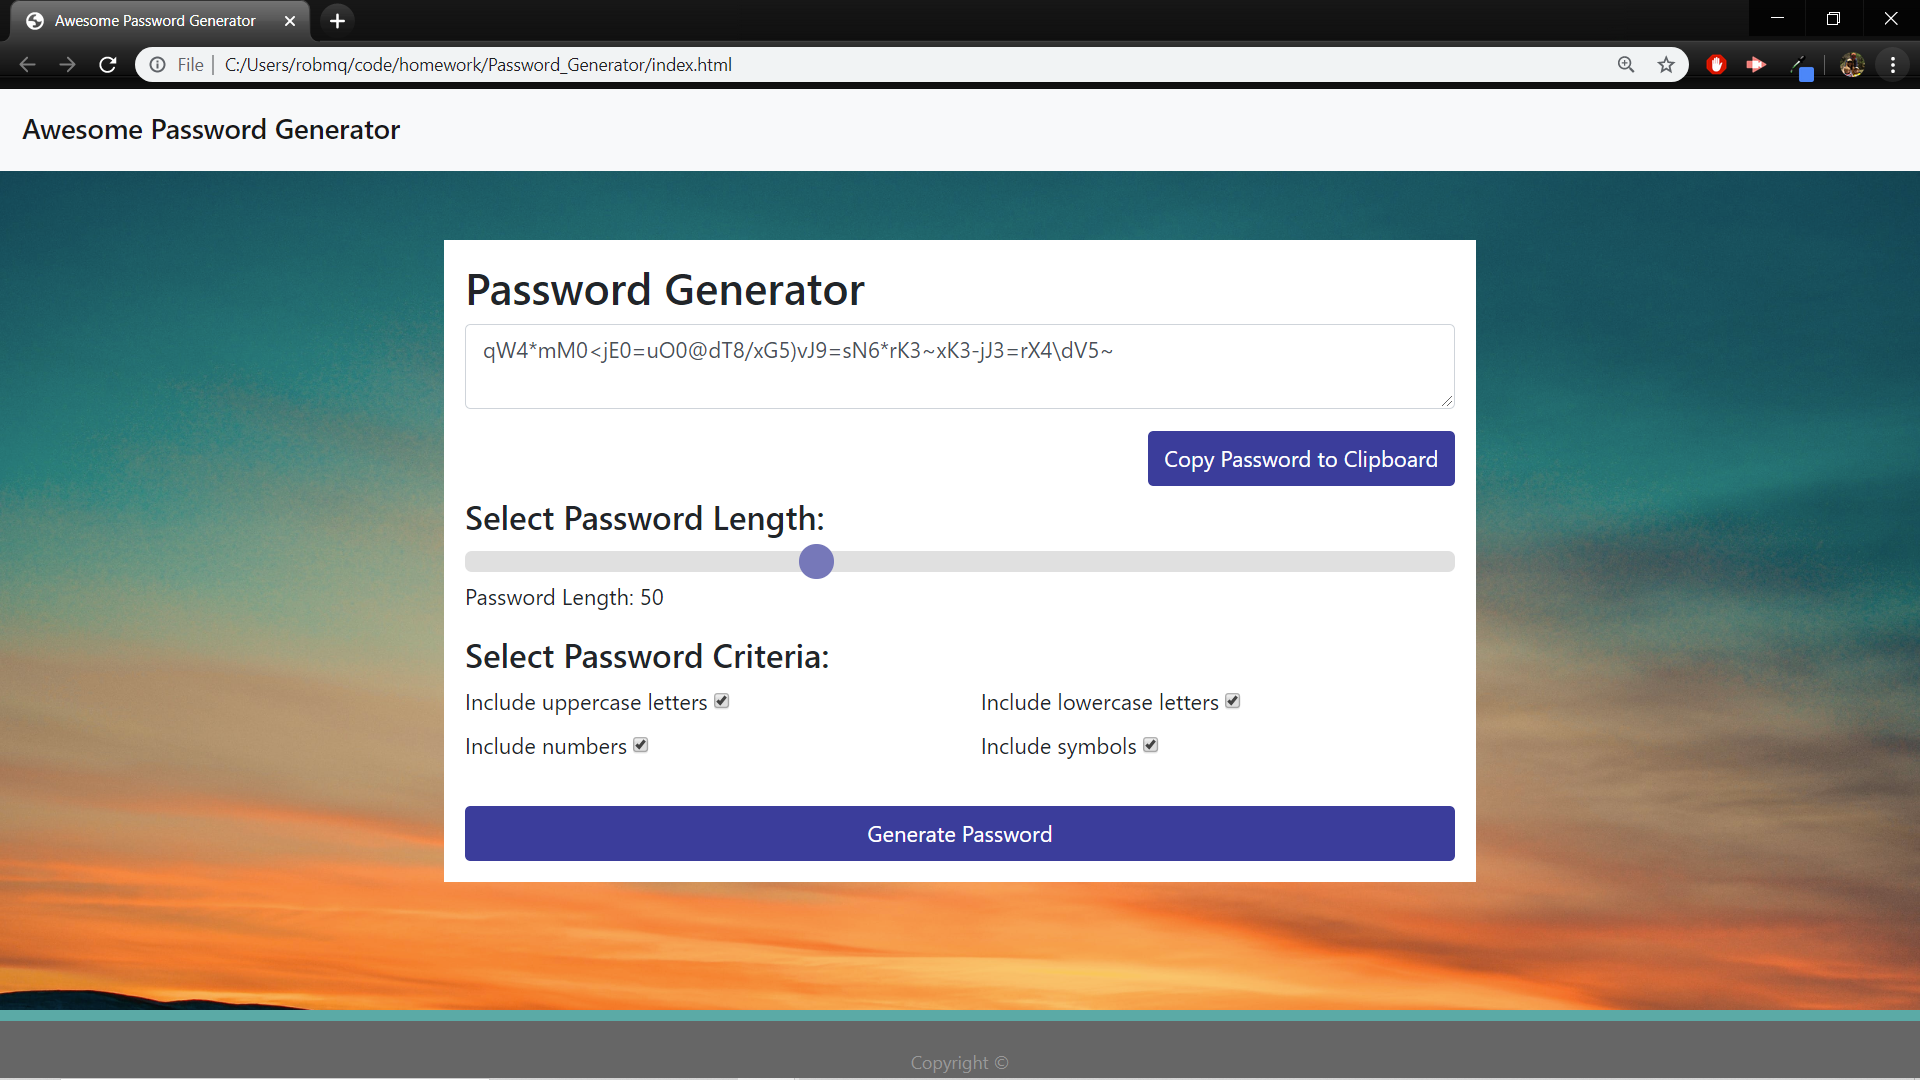 Awesome Password Generator
File
C:/Users/robmq/code/homework/Password_Generator/index.html
Awesome Password Generator
Password Generator
qW4*mM0<jE0=uO0@dT8/xG5)vJ9=sN6*rK3~xK3-jJ3=rX4\dV5~
Copy Password to Clipboard
Select Password Length:
Password Length: 50
Select Password Criteria:
Include uppercase letters
Include lowercase letters
Include numbers
Include symbols
Generate Password
Copyright ©